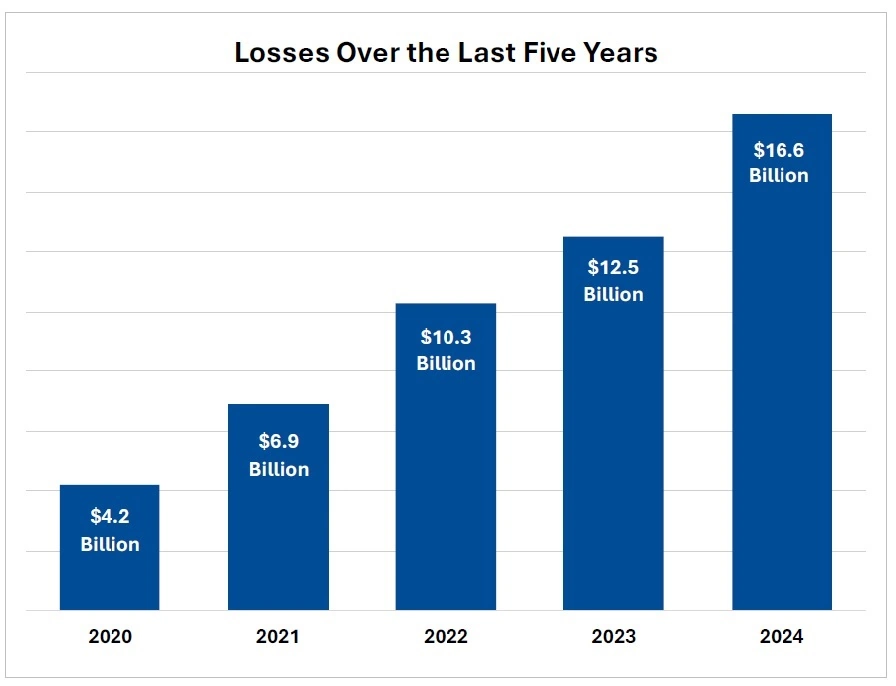 Losses Over the Last Five Years
$16.6
Billion
$12.5
Billion
$10.3
Billion
$6.9
Billion
$4.2
Billion
2020 2021 2022 2023 2024